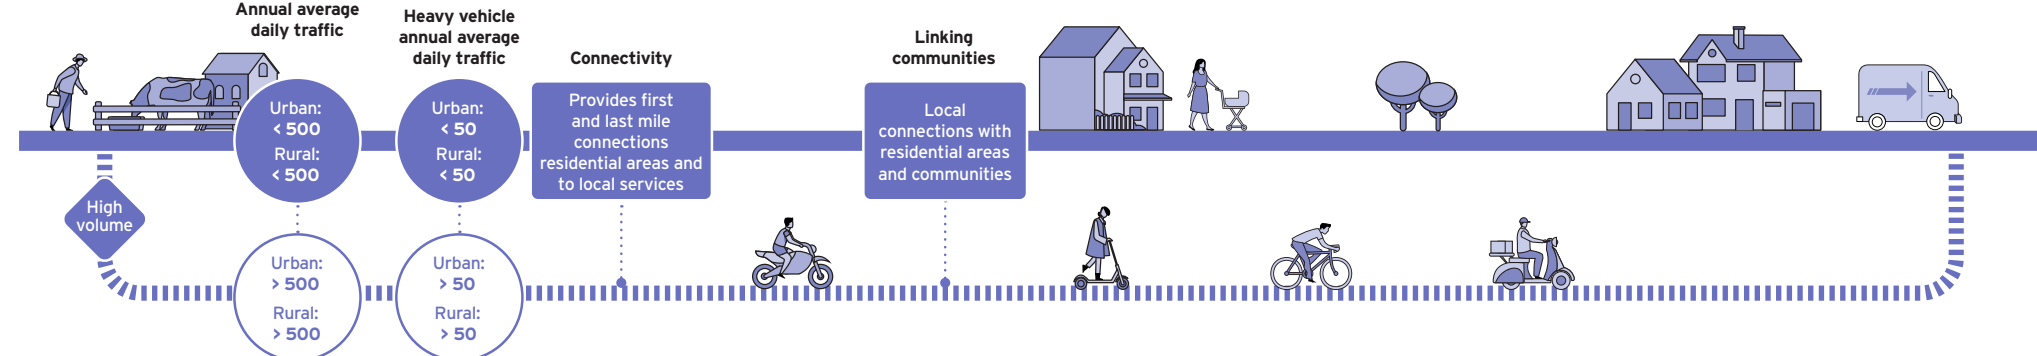 Annual average
daily traffic
Heavy vehicle
annual average
daily traffic
Connectivity
Linking
communities
Urban:
< 500
Rural:
< 500
Urban:
< 50
Rural:
< 50
Provides first
and last mile
connections
residential areas and
to local services
Local
connections with
residential areas
and communities
High
volume
Urban:
> 500
Rural:
> 500
Urban:
> 50
Rural:
> 50